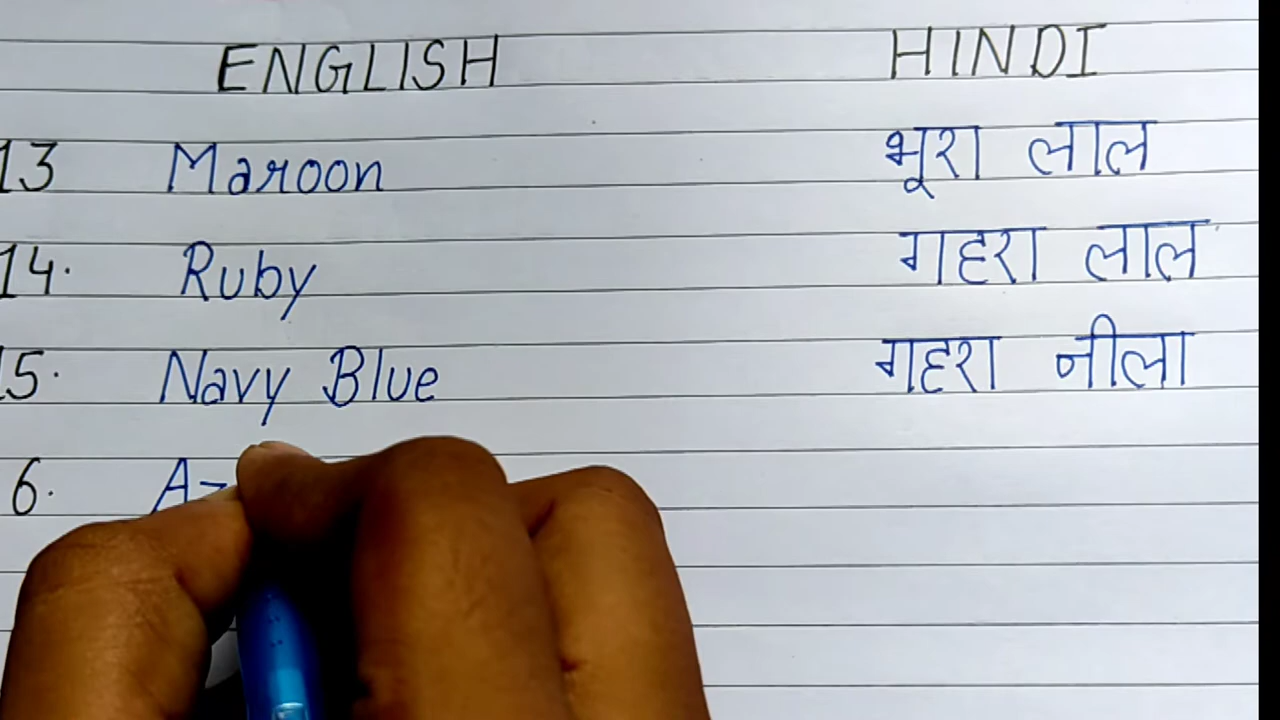 ENGLISH HINDI
13 Maroon भूरा लाल
14. Ruby गहरा लाल
15. Navy Blue गहरा नीला
6. A